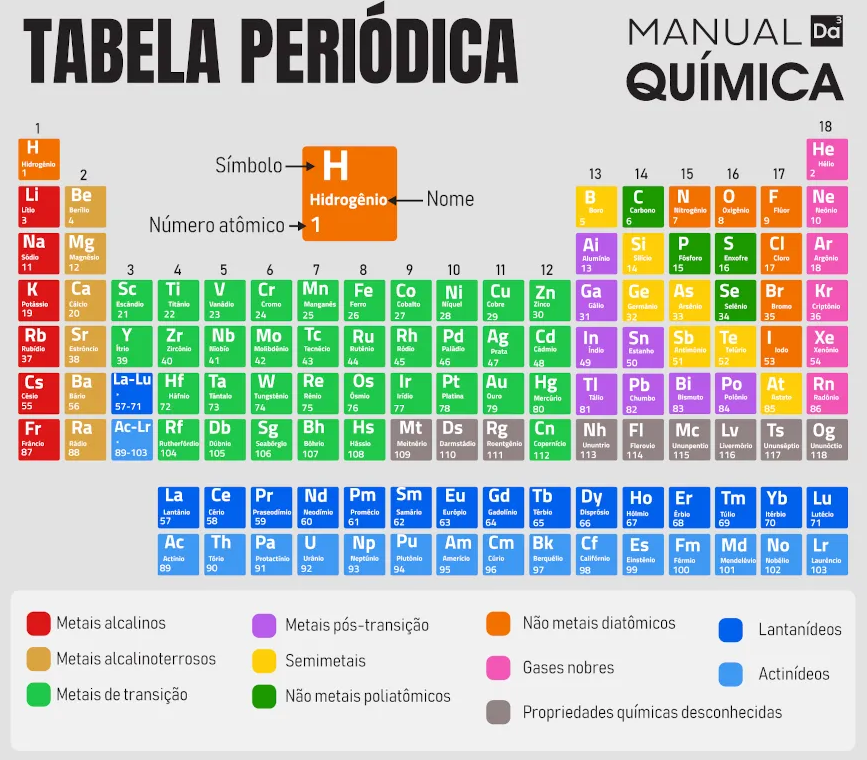 TABELA PERIÓDICA
MANUAL Da3
QUÍMICA
1
18
H Hidrogênio 1
He Hélio 2
Símbolo
H
Hidrogênio
1
Nome
Número atômico
2
13 14 15 16 17
Li Lítio 3
Be Berílio 4
B Boro 5
C Carbono 6
N Nitrogênio 7
O Oxigênio 8
F Flúor 9
Ne Neônio 10
Na Sódio 11
Mg Magnésio 12
Ai Alumínio 13
Si Silício 14
P Fósforo 15
S Enxofre 16
Cl Cloro 17
Ar Argônio 18
3 4 5 6 7 8 9 10 11 12
K Potássio 19
Ca Cálcio 20
Sc Escândio 21
Ti Titânio 22
V Vanádio 23
Cr Cromo 24
Mn Manganês 25
Fe Ferro 26
Co Cobalto 27
Ni Níquel 28
Cu Cobre 29
Zn Zinco 30
Ga Gálio 31
Ge Germânio 32
As Arsênio 33
Se Selênio 34
Br Bromo 35
Kr Criptônio 36
Rb Rubídio 37
Sr Estrôncio 38
Y Ítrio 39
Zr Zircônio 40
Nb Nióbio 41
Mo Molibdênio 42
Tc Tecnécio 43
Ru Rutênio 44
Rh Ródio 45
Pd Paládio 46
Ag Prata 47
Cd Cádmio 48
In Índio 49
Sn Estanho 50
Sb Antimônio 51
Te Telúrio 52
I Iodo 53
Xe Xenônio 54
Cs Césio 55
Ba Bário 56
La-Lu · 57-71
Hf Háfnio 72
Ta Tântalo 73
W Tungstênio 74
Re Rênio 75
Os Ósmio 76
Ir Irídio 77
Pt Platina 78
Au Ouro 79
Hg Mercúrio 80
Tl Tálio 81
Pb Chumbo 82
Bi Bismuto 83
Po Polônio 84
At Astato 85
Rn Radônio 86
Fr Frâncio 87
Ra Rádio 88
Ac-Lr · 89-103
Rf Rutherfórdio 104
Db Dúbnio 105
Sg Seabórgio 106
Bh Bóhrio 107
Hs Hássio 108
Mt Meitnério 109
Ds Darmstádio 110
Rg Roentgênio 111
Cn Copernício 112
Nh Ununtrio 113
Fl Flerovio 114
Mc Ununpentio 115
Lv Livermório 116
Ts Ununséptio 117
Og Ununóctio 118
La Lantânio 57
Ce Cério 58
Pr Praseodímio 59
Nd Neodímio 60
Pm Promécio 61
Sm Samário 62
Eu Európio 63
Gd Gadolínio 64
Tb Térbio 65
Dy Disprósio 66
Ho Hólmio 67
Er Érbio 68
Tm Túlio 69
Yb Itérbio 70
Lu Lutécio 71
Ac Actínio 89
Th Tório 90
Pa Protactínio 91
U Urânio 92
Np Neptúnio 93
Pu Plutônio 94
Am Amerício 95
Cm Cúrio 96
Bk Berquélio 97
Cf Califórnio 98
Es Einstênio 99
Fm Férmio 100
Md Mendelévio 101
No Nobélio 102
Lr Laurêncio 103
Metais alcalinos
Metais alcalinoterrosos
Metais de transição
Metais pós-transição
Semimetais
Não metais poliatômicos
Não metais diatômicos
Gases nobres
Propriedades químicas desconhecidas
Lantanídeos
Actinídeos